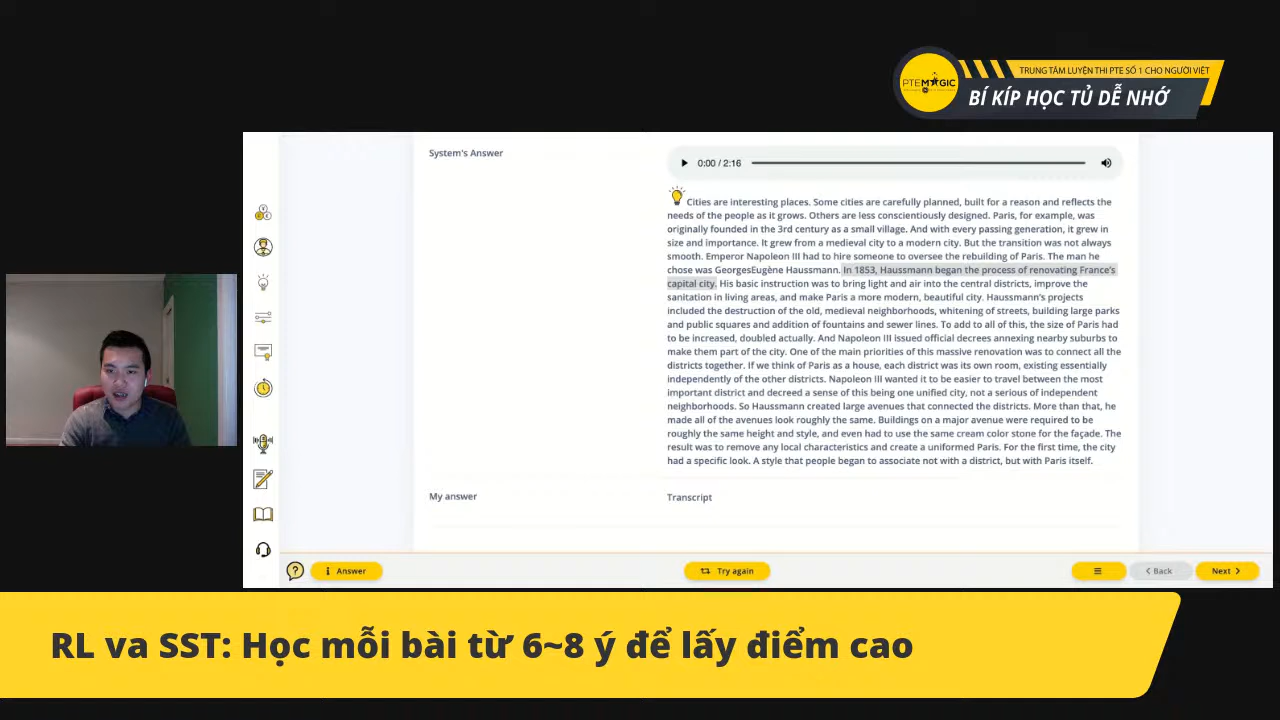 TRUNG TÂM LUYỆN THI PTE SỐ 1 CHO NGƯỜI VIỆT
PTEMAGIC
BÍ KÍP HỌC TỦ DỄ NHỚ
System's Answer
0:00 / 2:16
Cities are interesting places. Some cities are carefully planned, built for a reason and reflects the
needs of the people as it grows. Others are less conscientiously designed. Paris, for example, was
originally founded in the 3rd century as a small village. And with every passing generation, it grew in
size and importance. It grew from a medieval city to a modern city. But the transition was not always
smooth. Emperor Napoleon III had to hire someone to oversee the rebuilding of Paris. The man he
chose was GeorgesEugène Haussmann. In 1853, Haussmann began the process of renovating France's
capital city. His basic instruction was to bring light and air into the central districts, improve the
sanitation in living areas, and make Paris a more modern, beautiful city. Haussmann's projects
included the destruction of the old, medieval neighborhoods, whitening of streets, building large parks
and public squares and addition of fountains and sewer lines. To add to all of this, the size of Paris had
to be increased, doubled actually. And Napoleon III issued official decrees annexing nearby suburbs to
make them part of the city. One of the main priorities of this massive renovation was to connect all the
districts together. If we think of Paris as a house, each district was its own room, existing essentially
independently of the other districts. Napoleon III wanted it to be easier to travel between the most
important district and decreed a sense of this being one unified city, not a serious of independent
neighborhoods. So Haussmann created large avenues that connected the districts. More than that, he
made all of the avenues look roughly the same. Buildings on a major avenue were required to be
roughly the same height and style, and even had to use the same cream color stone for the façade. The
result was to remove any local characteristics and create a uniformed Paris. For the first time, the city
had a specific look. A style that people began to associate not with a district, but with Paris itself.
My answer
Transcript
Answer
Try again
Back
Next
RL va SST: Học mỗi bài từ 6~8 ý để lấy điểm cao